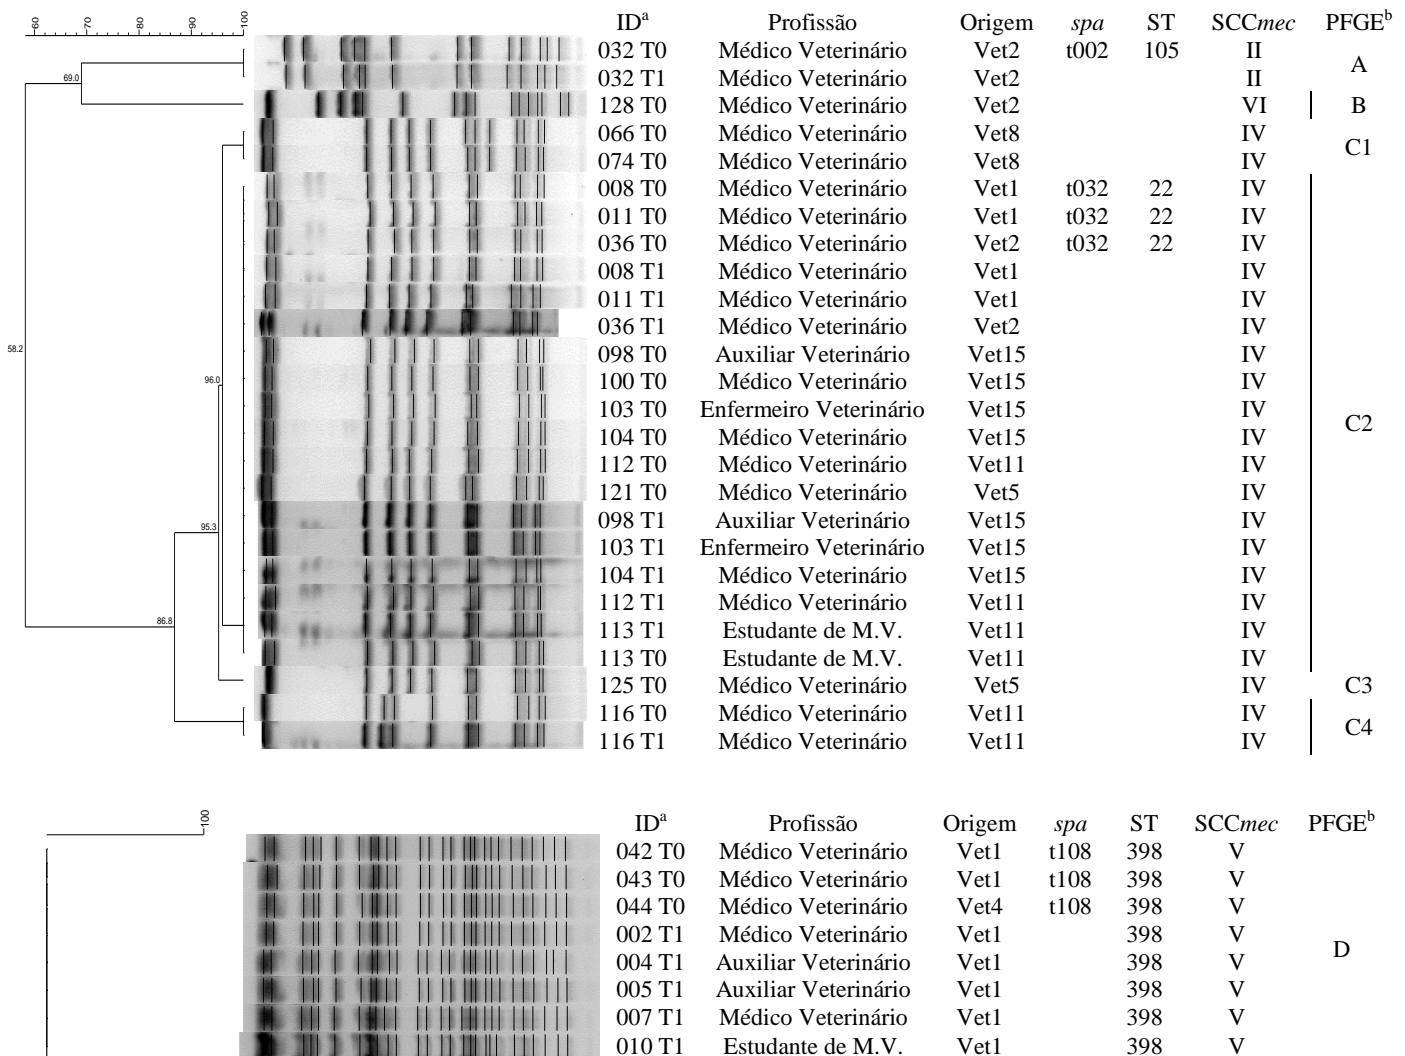 60 70 80 90 100 IDᵃ Profissão Origem spa ST SCCmec PFGEᵇ
032 T0 Médico Veterinário Vet2 t002 105 II
032 T1 Médico Veterinário Vet2 II
A
69.0
128 T0 Médico Veterinário Vet2 VI B
066 T0 Médico Veterinário Vet8 IV
074 T0 Médico Veterinário Vet8 IV
C1
008 T0 Médico Veterinário Vet1 t032 22 IV
011 T0 Médico Veterinário Vet1 t032 22 IV
036 T0 Médico Veterinário Vet2 t032 22 IV
008 T1 Médico Veterinário Vet1 IV
011 T1 Médico Veterinário Vet1 IV
036 T1 Médico Veterinário Vet2 IV
58.2
098 T0 Auxiliar Veterinário Vet15 IV
96.0
100 T0 Médico Veterinário Vet15 IV
103 T0 Enfermeiro Veterinário Vet15 IV
C2
104 T0 Médico Veterinário Vet15 IV
112 T0 Médico Veterinário Vet11 IV
121 T0 Médico Veterinário Vet5 IV
098 T1 Auxiliar Veterinário Vet15 IV
95.3
103 T1 Enfermeiro Veterinário Vet15 IV
104 T1 Médico Veterinário Vet15 IV
112 T1 Médico Veterinário Vet11 IV
86.8
113 T1 Estudante de M.V. Vet11 IV
113 T0 Estudante de M.V. Vet11 IV
125 T0 Médico Veterinário Vet5 IV C3
116 T0 Médico Veterinário Vet11 IV
116 T1 Médico Veterinário Vet11 IV
C4
100 IDᵃ Profissão Origem spa ST SCCmec PFGEᵇ
042 T0 Médico Veterinário Vet1 t108 398 V
043 T0 Médico Veterinário Vet1 t108 398 V
044 T0 Médico Veterinário Vet4 t108 398 V
002 T1 Médico Veterinário Vet1 398 V
D
004 T1 Auxiliar Veterinário Vet1 398 V
005 T1 Auxiliar Veterinário Vet1 398 V
007 T1 Médico Veterinário Vet1 398 V
010 T1 Estudante de M.V. Vet1 398 V